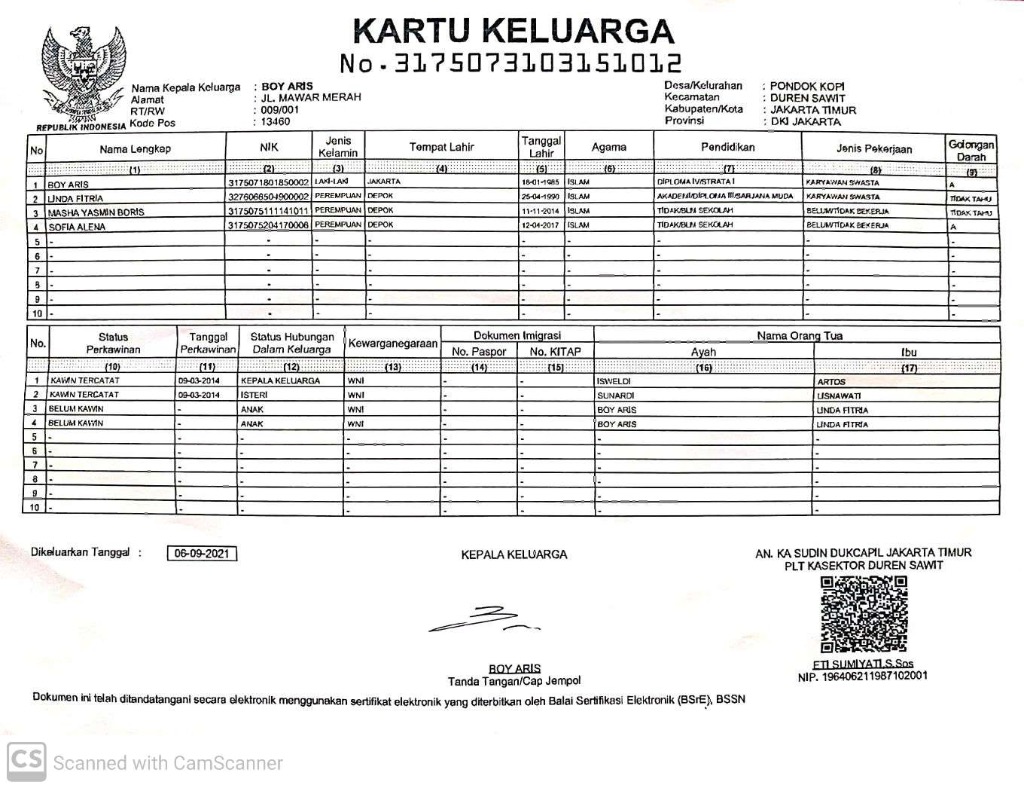 KARTU KELUARGA
No.3175073103151012
REPUBLIK INDONESIA
Nama Kepala Keluarga : BOY ARIS
Alamat : JL. MAWAR MERAH
RT/RW : 009/001
Kode Pos : 13460
Desa/Kelurahan : PONDOK KOPI
Kecamatan : DUREN SAWIT
Kabupaten/Kota : JAKARTA TIMUR
Provinsi : DKI JAKARTA
No Nama Lengkap NIK Jenis Kelamin Tempat Lahir Tanggal Lahir Agama Pendidikan Jenis Pekerjaan Golongan Darah
(1) (2) (3) (4) (5) (6) (7) (8) (9)
1 BOY ARIS 3175071801850002 LAKI-LAKI JAKARTA 18-01-1985 ISLAM DIPLOMA IV/STRATA I KARYAWAN SWASTA A
2 LINDA FITRIA 3276066504900002 PEREMPUAN DEPOK 25-04-1990 ISLAM AKADEMI/DIPLOMA III/SARJANA MUDA KARYAWAN SWASTA TIDAK TAHU
3 MASHA YASMIN BORIS 3175075111141011 PEREMPUAN DEPOK 11-11-2014 ISLAM TIDAK/BLM SEKOLAH BELUM/TIDAK BEKERJA TIDAK TAHU
4 SOFIA ALENA 3175075204170006 PEREMPUAN DEPOK 12-04-2017 ISLAM TIDAK/BLM SEKOLAH BELUM/TIDAK BEKERJA A
5 - - - - - - - - -
6 - - - - - - - - -
7 - - - - - - - - -
8 - - - - - - - - -
9 - - - - - - - - -
10 - - - - - - - - -
No. Status Perkawinan Tanggal Perkawinan Status Hubungan Dalam Keluarga Kewarganegaraan Dokumen Imigrasi Nama Orang Tua
No. Paspor No. KITAP Ayah Ibu
(10) (11) (12) (13) (14) (15) (16) (17)
1 KAWIN TERCATAT 09-03-2014 KEPALA KELUARGA WNI - - ISWELDI ARTOS
2 KAWIN TERCATAT 09-03-2014 ISTERI WNI - - SUNARDI LISNAWATI
3 BELUM KAWIN - ANAK WNI - - BOY ARIS LINDA FITRIA
4 BELUM KAWIN - ANAK WNI - - BOY ARIS LINDA FITRIA
5 - - - - - - - -
6 - - - - - - - -
7 - - - - - - - -
8 - - - - - - - -
9 - - - - - - - -
10 - - - - - - - -
Dikeluarkan Tanggal : 06-09-2021
KEPALA KELUARGA
BOY ARIS
Tanda Tangan/Cap Jempol
AN. KA SUDIN DUKCAPIL JAKARTA TIMUR
PLT KASEKTOR DUREN SAWIT
ETI SUMIYATI,S.Sos
NIP. 196406211987102001
Dokumen ini telah ditandatangani secara elektronik menggunakan sertifikat elektronik yang diterbitkan oleh Balai Sertifikasi Elektronik (BSrE), BSSN
CS Scanned with CamScanner